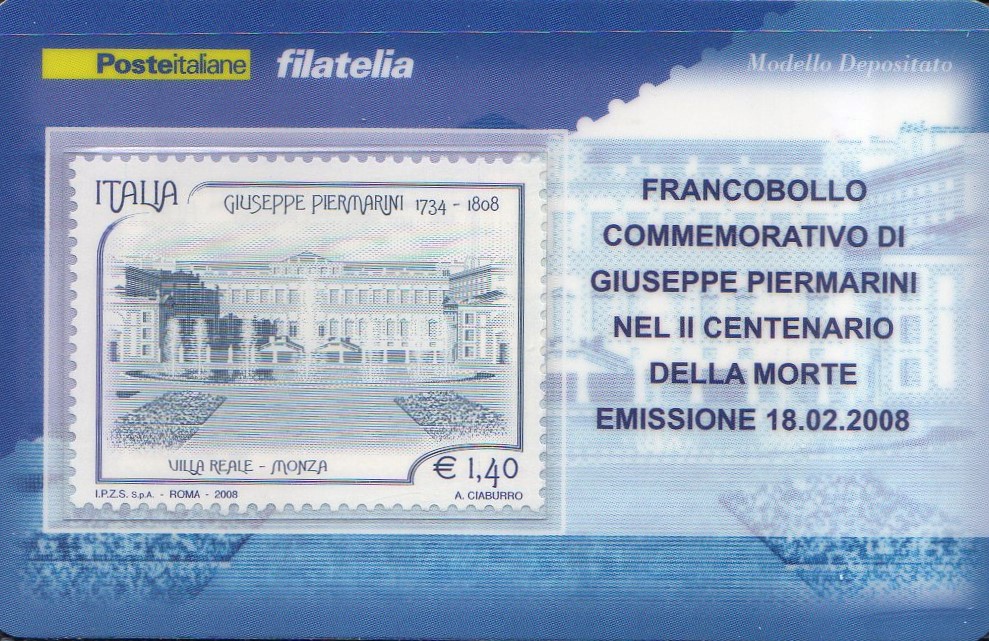 Posteitaliane filatelia
Modello Depositato
ITALIA
GIUSEPPE PIERMARINI 1734 - 1808
VILLA REALE - MONZA
€ 1,40
I.P.Z.S. S.p.A. - ROMA - 2008
A. CIABURRO
FRANCOBOLLO
COMMEMORATIVO DI
GIUSEPPE PIERMARINI
NEL II CENTENARIO
DELLA MORTE
EMISSIONE 18.02.2008